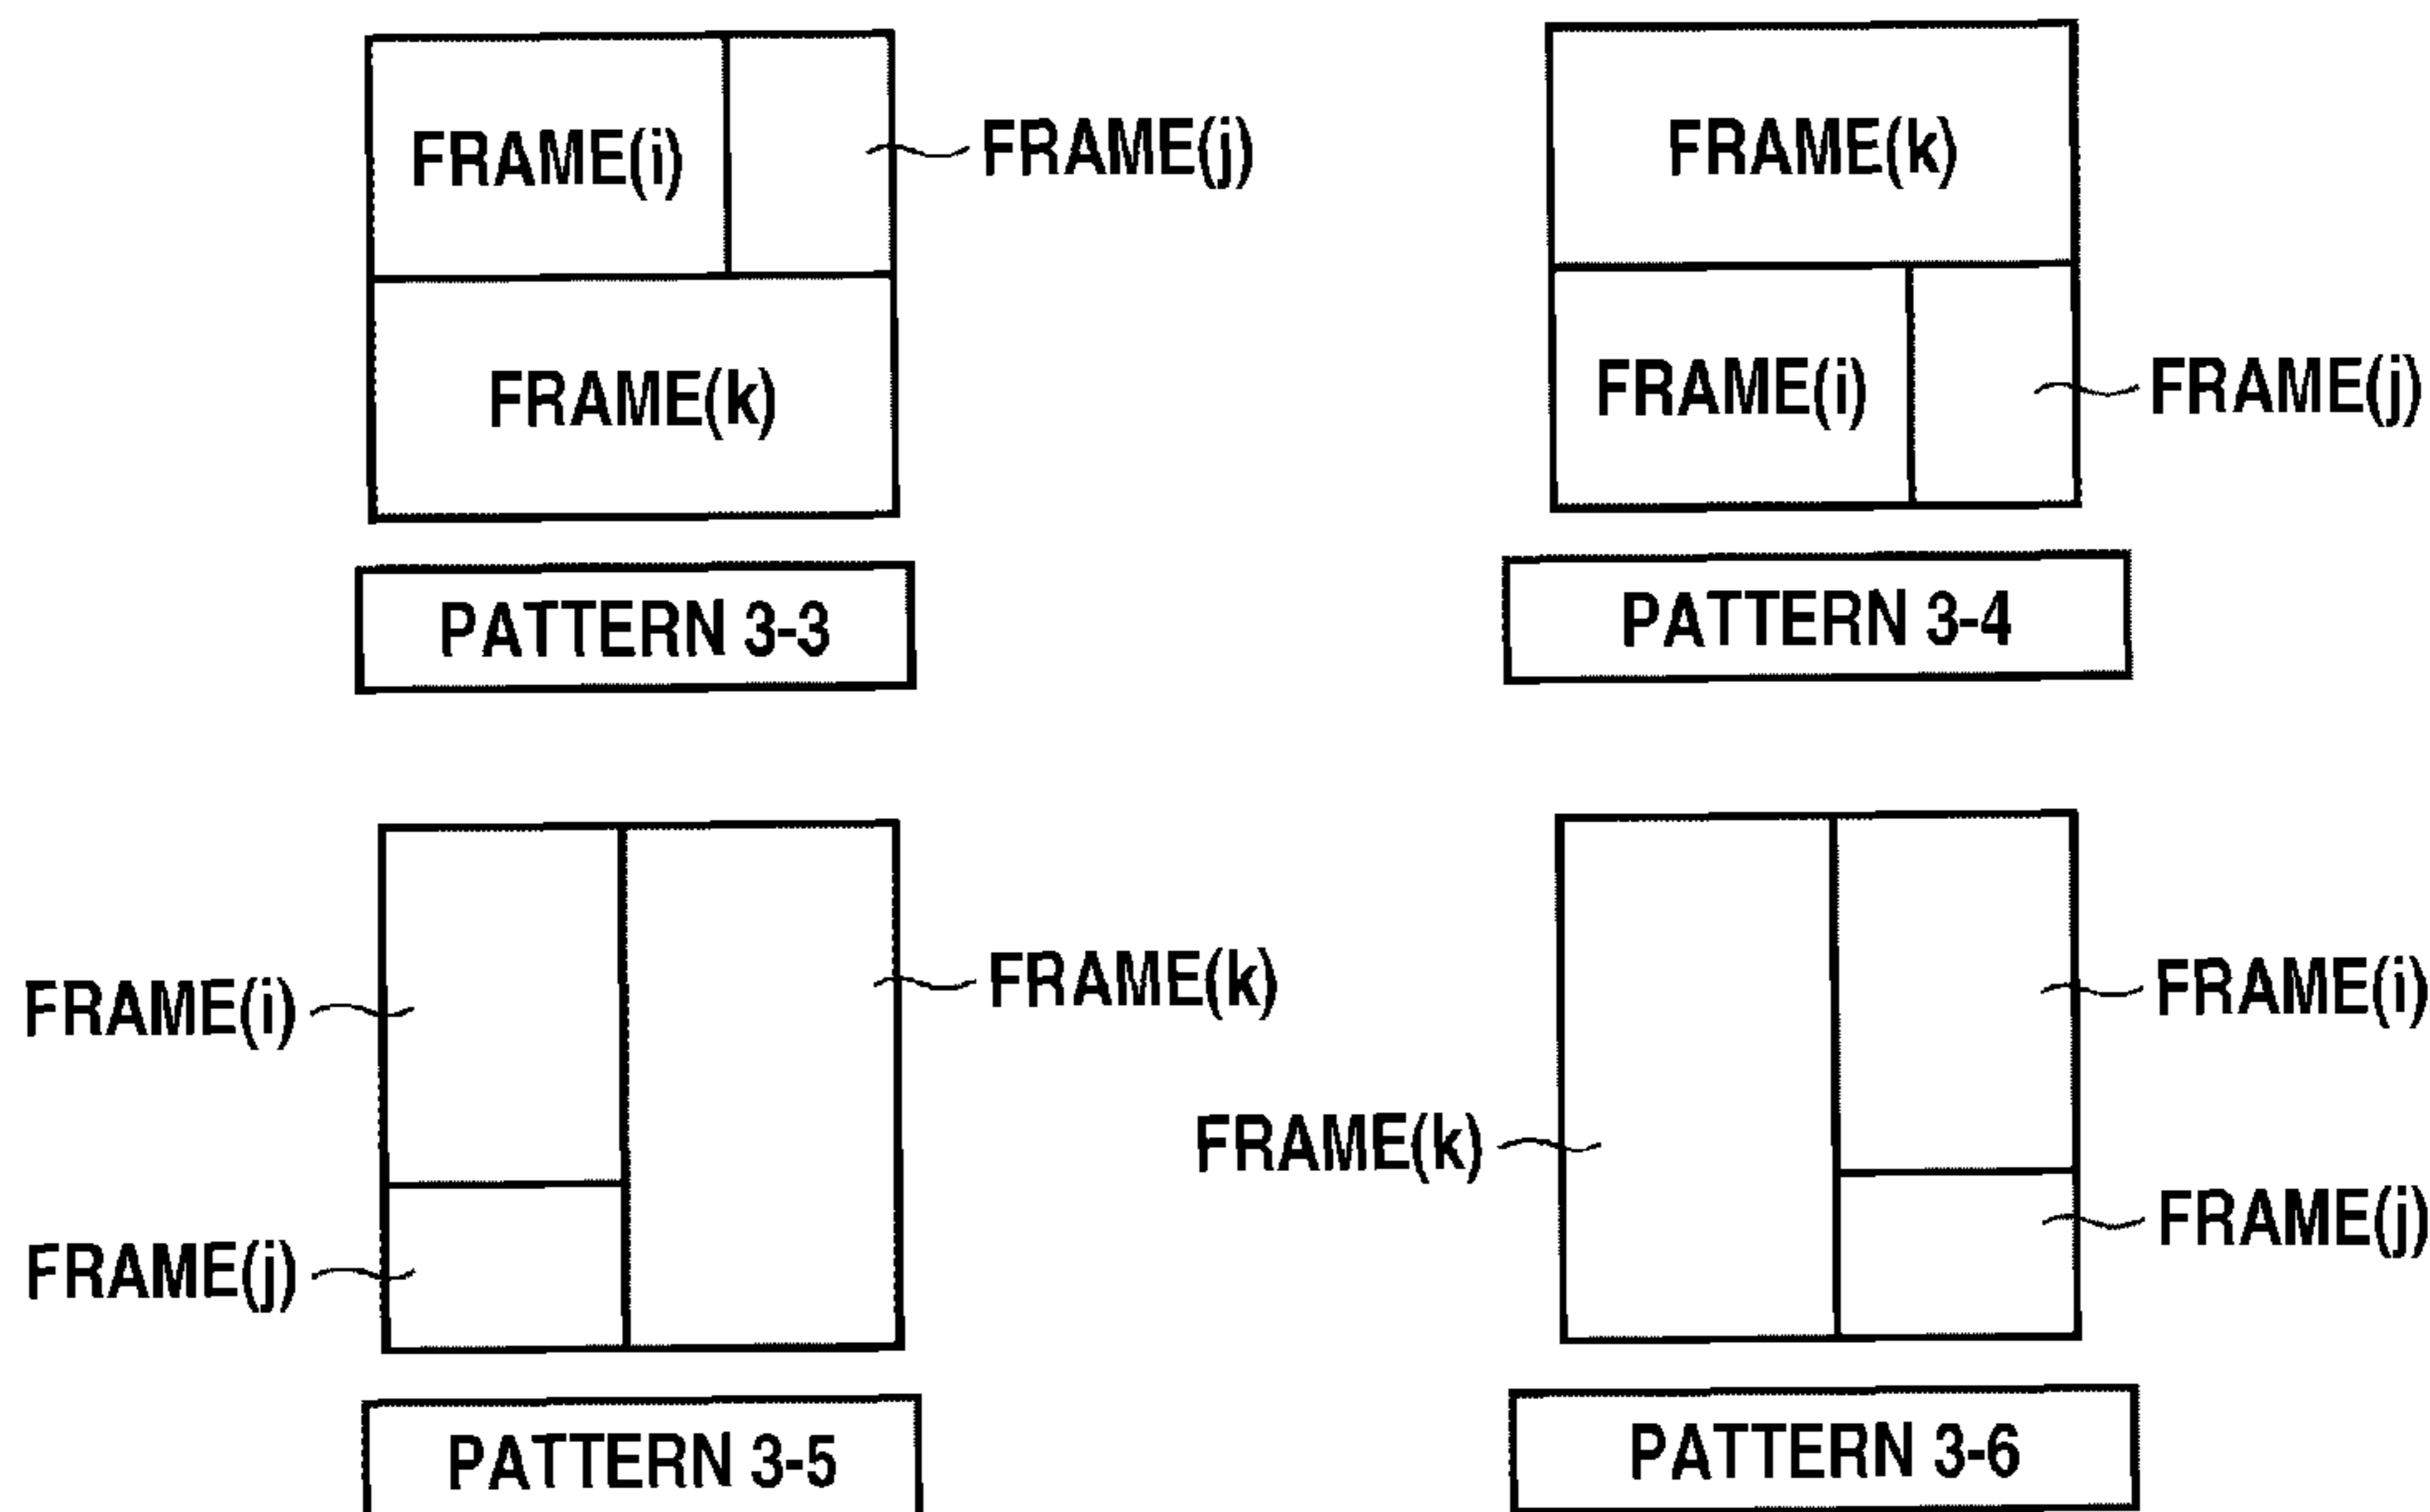 FRAME(i)
FRAME(j)
FRAME(k)
PATTERN 3-3
FRAME(k)
FRAME(i)
FRAME(j)
PATTERN 3-4
FRAME(i)
FRAME(k)
FRAME(j)
PATTERN 3-5
FRAME(i)
FRAME(k)
FRAME(j)
PATTERN 3-6